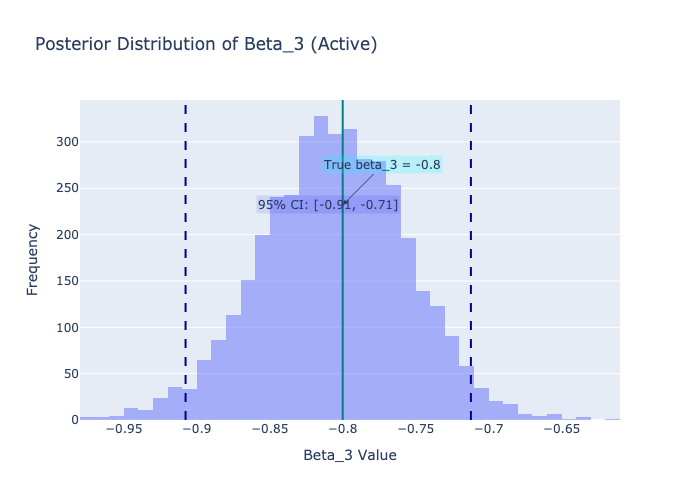 Posterior Distribution of Beta_3 (Active)
Frequency
300
250
200
150
100
50
0
True beta_3 = -0.8
95% CI: [-0.91, -0.71]
−0.95
−0.9
−0.85
−0.8
−0.75
−0.7
−0.65
Beta_3 Value